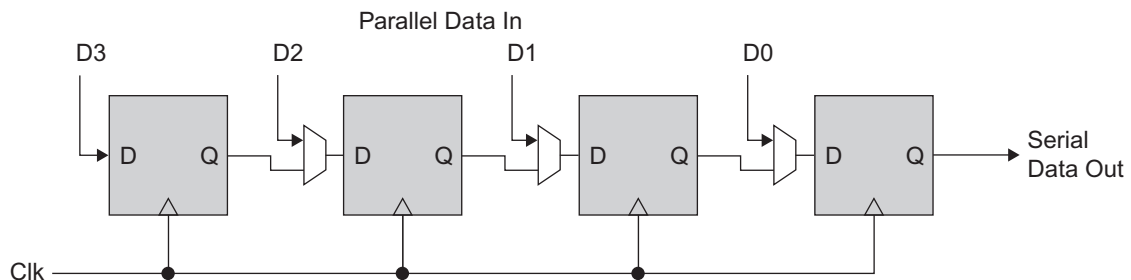 Parallel Data In
D3
D2
D1
D0
D
Q
D
Q
D
Q
D
Q
Serial
Data Out
Clk